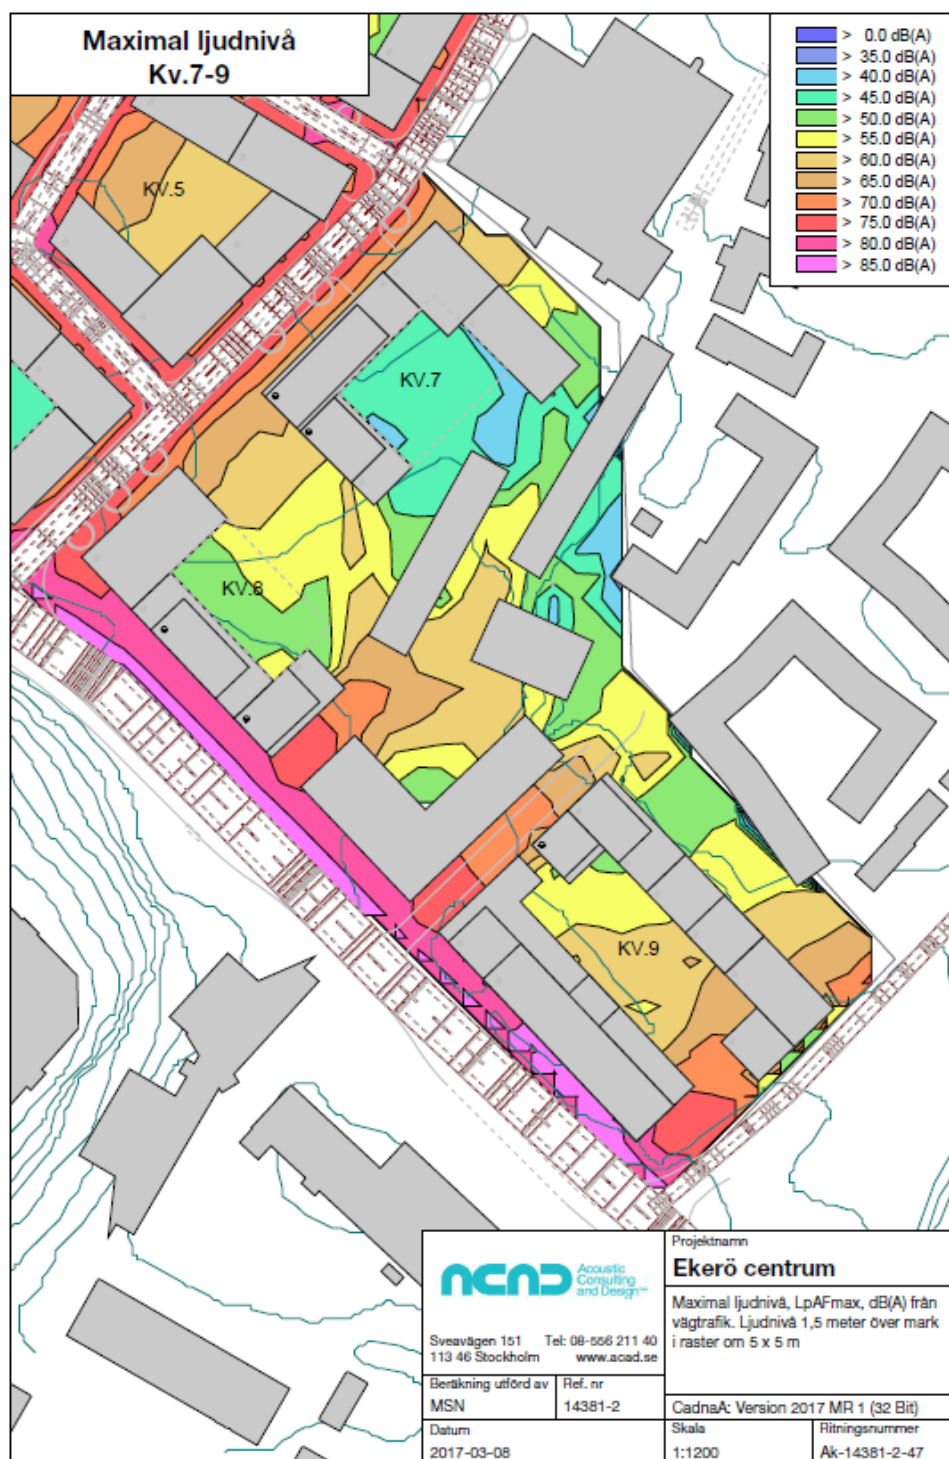 Maximal ljudnivå
Kv.7-9
> 0.0 dB(A)
> 35.0 dB(A)
> 40.0 dB(A)
> 45.0 dB(A)
> 50.0 dB(A)
> 55.0 dB(A)
> 60.0 dB(A)
> 65.0 dB(A)
> 70.0 dB(A)
> 75.0 dB(A)
> 80.0 dB(A)
> 85.0 dB(A)
KV.5
KV.7
KV.8
KV.9
ACAD Acoustic
Consulting
and Design™
Sveavägen 151 Tel: 08-556 211 40
113 46 Stockholm www.acad.se
Projektnamn
Ekerö centrum
Maximal ljudnivå, LpAFmax, dB(A) från
vägtrafik. Ljudnivå 1,5 meter över mark
i raster om 5 x 5 m
Beräkning utförd av
MSN
Ref. nr
14381-2
CadnaA: Version 2017 MR 1 (32 Bit)
Datum
2017-03-08
Skala
1:1200
Ritningsnummer
Ak-14381-2-47